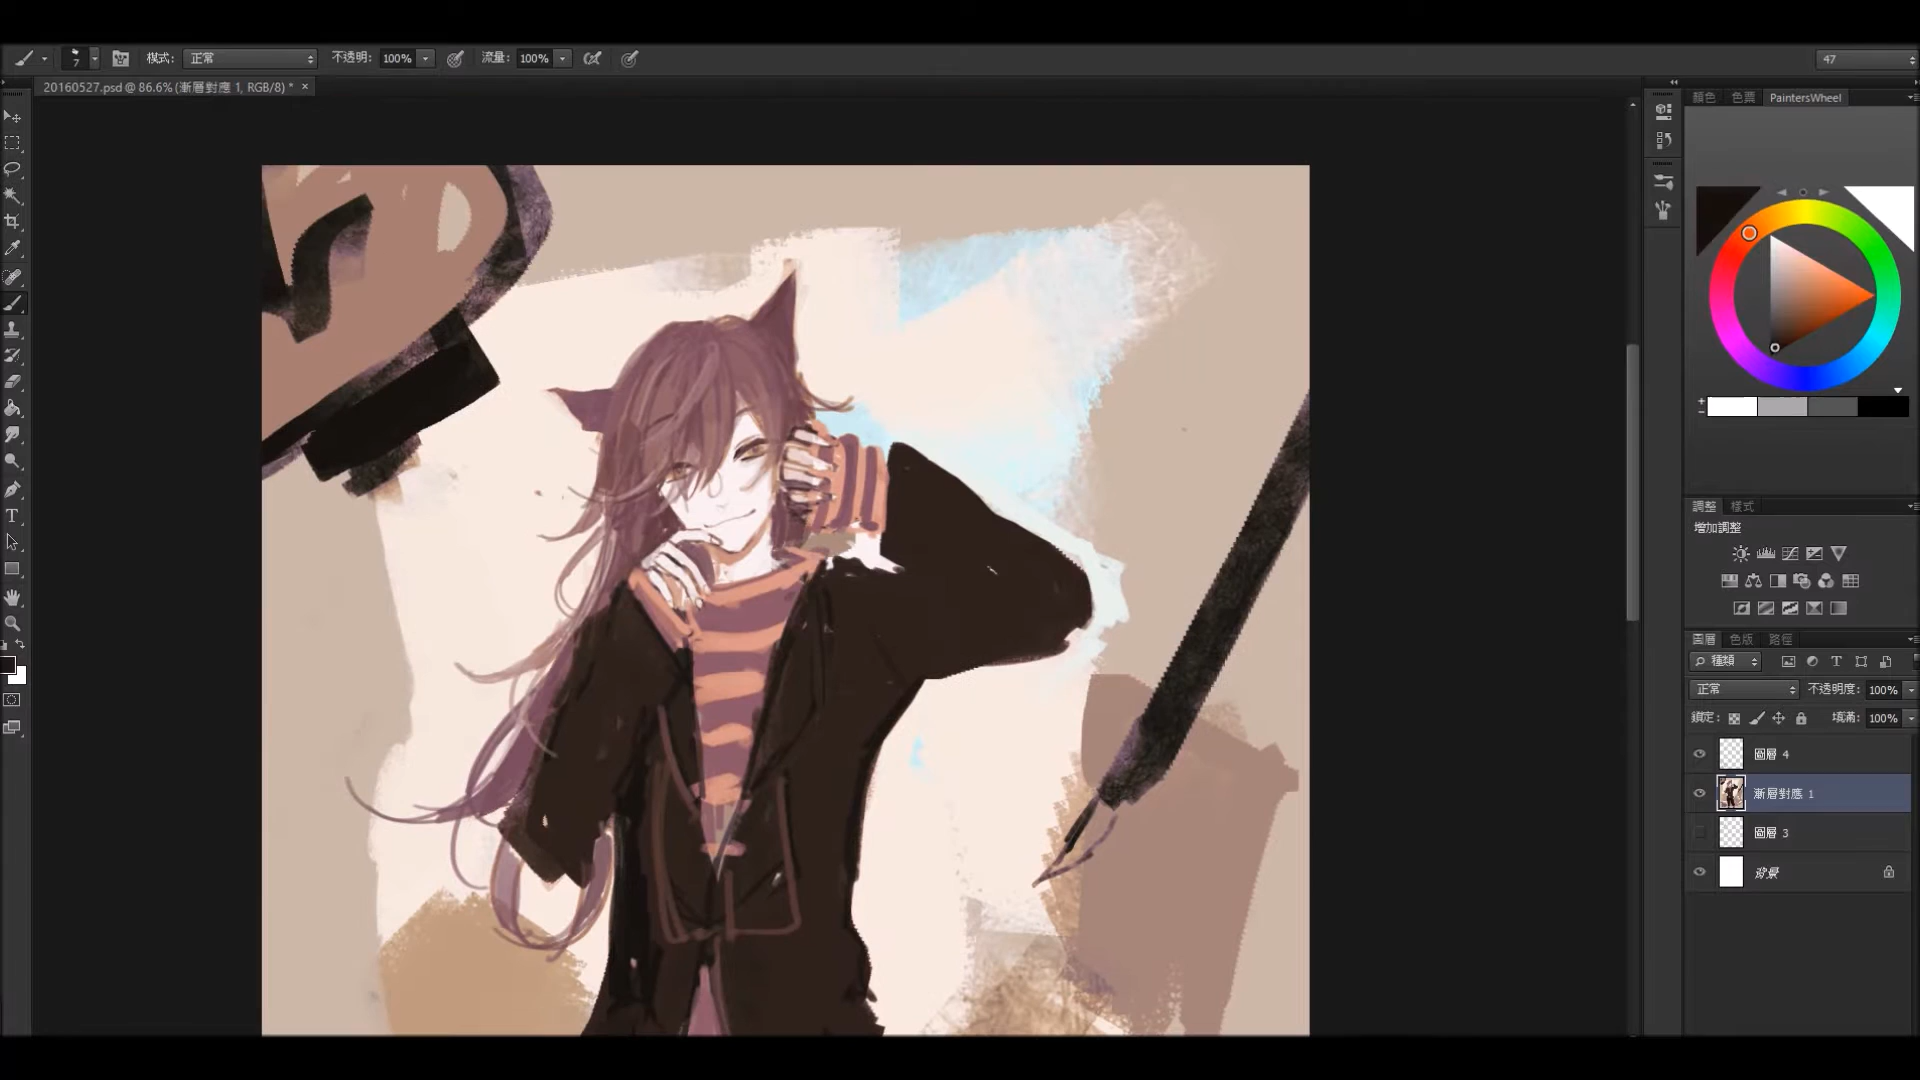 7 模式: 正常 不透明: 100% 流量: 100% 47
20160527.psd @ 86.6% (漸層對應 1, RGB/8) * ×
顏色 色票 PaintersWheel
調整 樣式
增加調整
圖層 色版 路徑
種類
正常 不透明度: 100%
鎖定: 填滿: 100%
圖層 4
漸層對應 1
圖層 3
背景